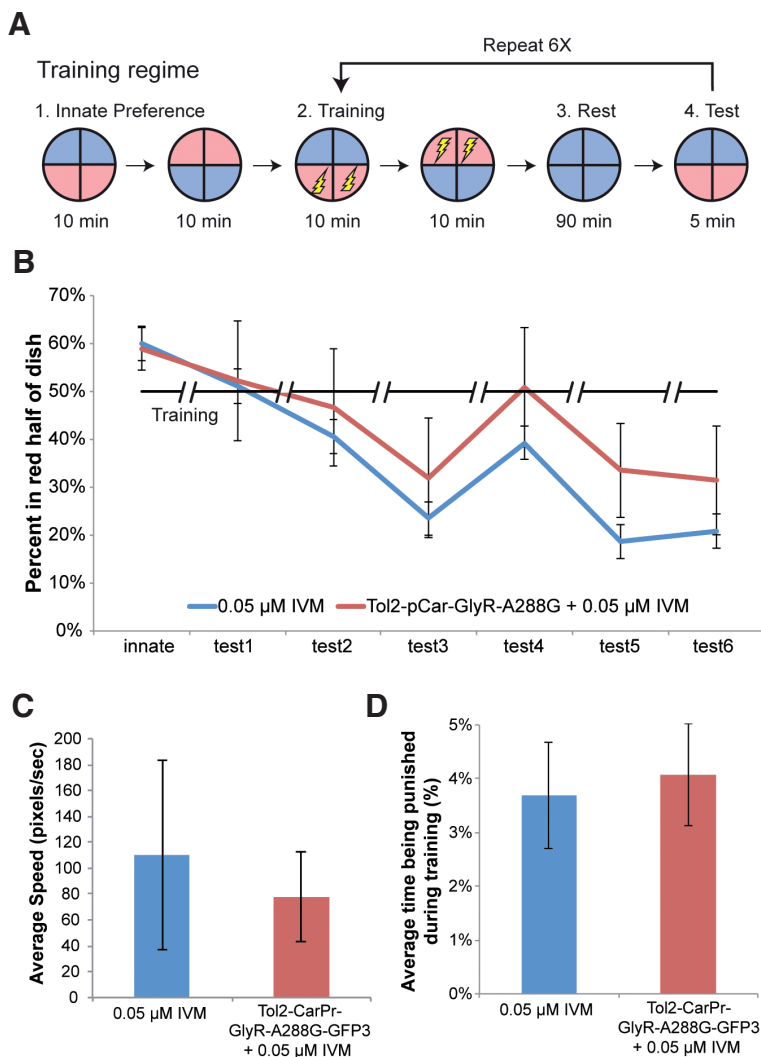 A
Repeat 6X
Training regime
1. Innate Preference
2. Training
3. Rest
4. Test
10 min
10 min
10 min
10 min
90 min
5 min
B
Percent in red half of dish
70%
60%
50%
40%
30%
20%
10%
0%
Training
0.05 µM IVM
Tol2-pCar-GlyR-A288G + 0.05 µM IVM
innate
test1
test2
test3
test4
test5
test6
C
Average Speed (pixels/sec)
200
180
160
140
120
100
80
60
40
20
0
0.05 µM IVM
Tol2-CarPr-
GlyR-A288G-GFP3
+ 0.05 µM IVM
D
Average time being punished
during training (%)
5%
4%
3%
2%
1%
0%
0.05 µM IVM
Tol2-CarPr-
GlyR-A288G-GFP3
+ 0.05 µM IVM